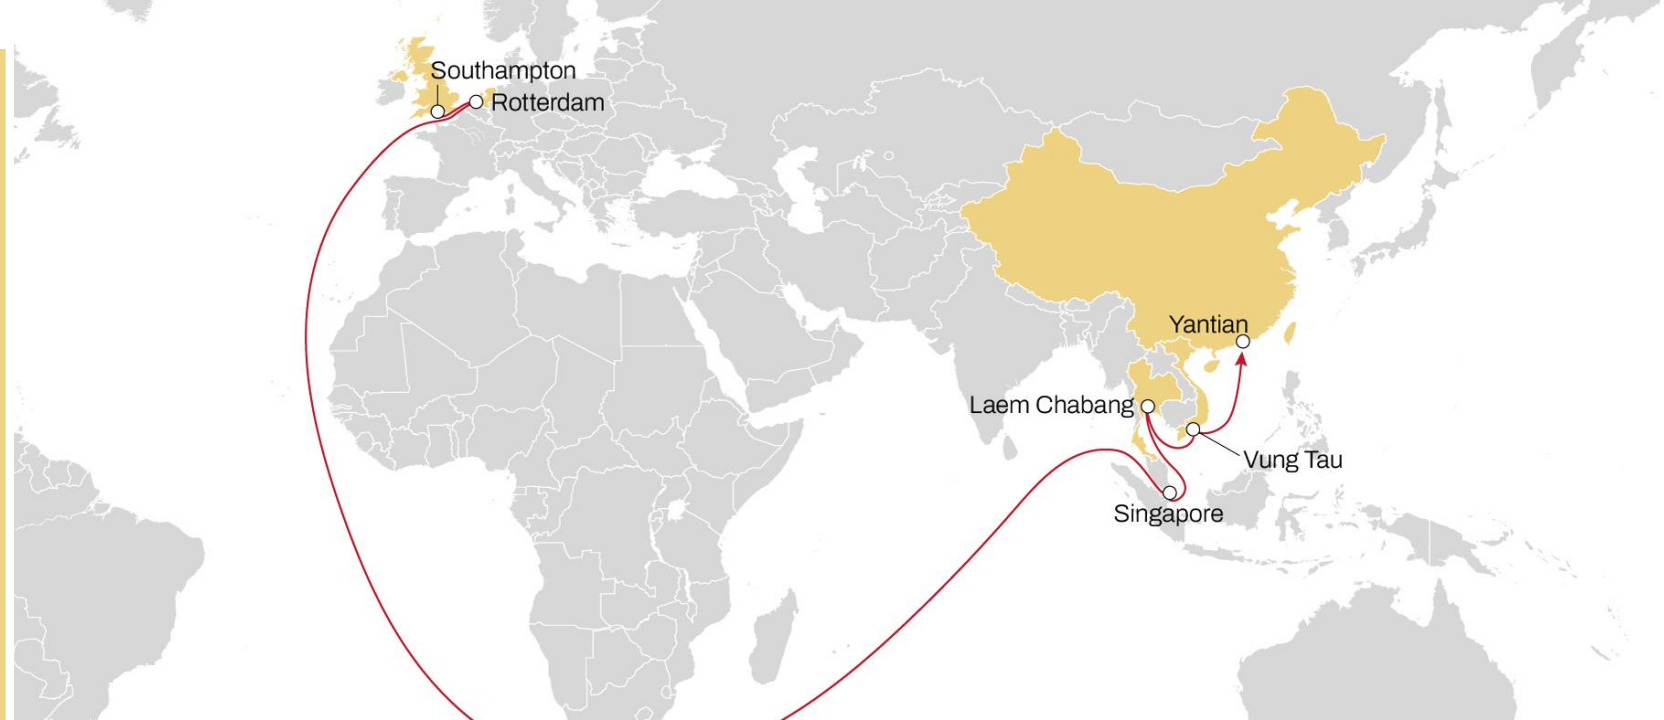 Southampton
Rotterdam
Yantian
Laem Chabang
Vung Tau
Singapore